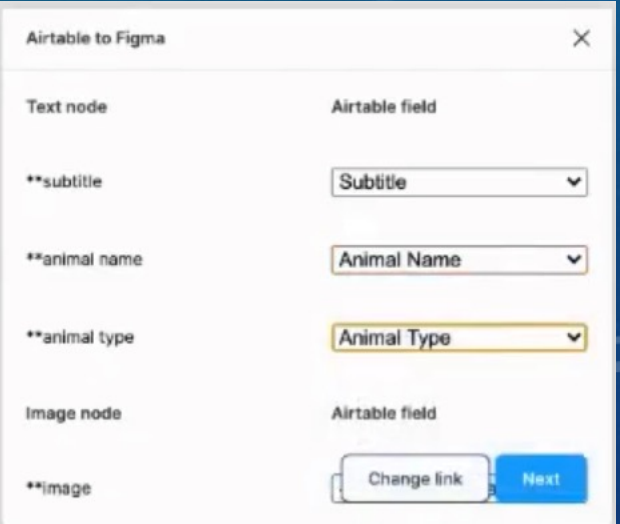 Airtable to Figma
Text node Airtable field
**subtitle Subtitle
**animal name Animal Name
**animal type Animal Type
Image node Airtable field
**image Change link Next